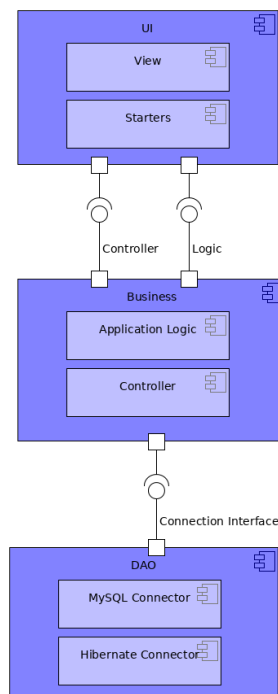 UI
View
Starters
Controller
Logic
Business
Application Logic
Controller
Connection Interface
DAO
MySQL Connector
Hibernate Connector